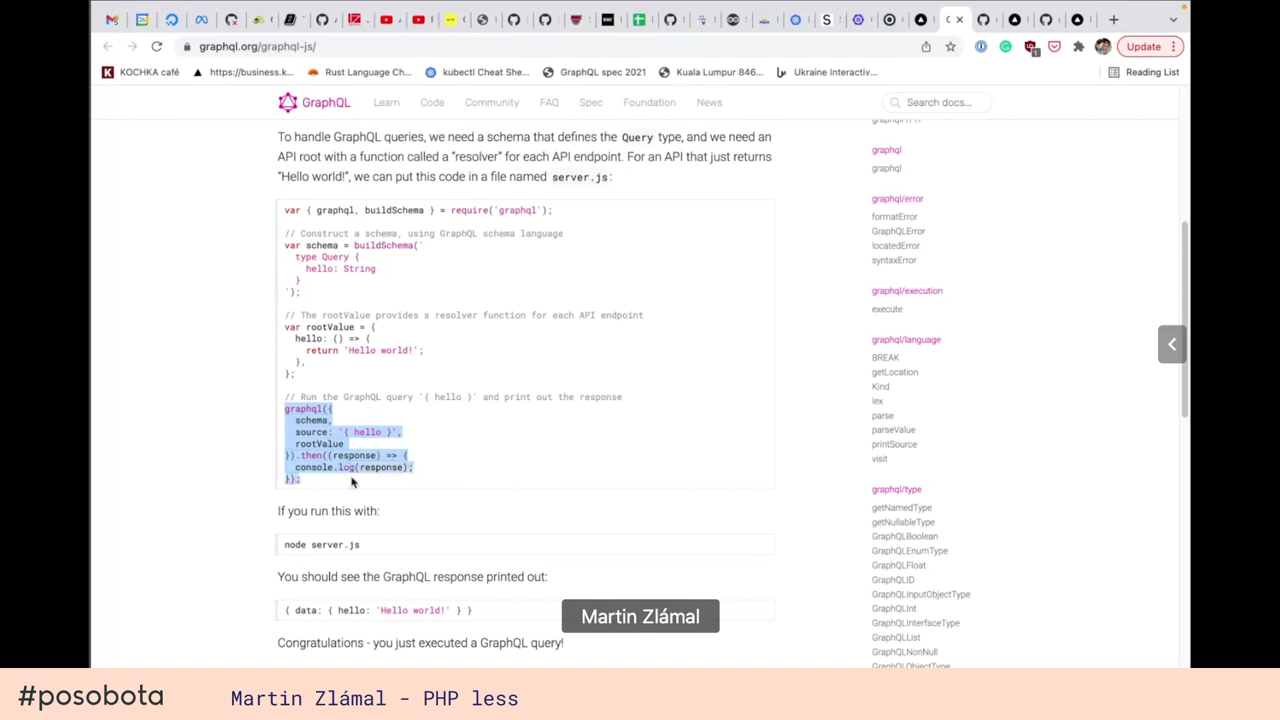 graphql.org/graphql-js/
Update
KOCHKA café
https://business.k...
Rust Language Ch...
kubectl Cheat She...
GraphQL spec 2021
Kuala Lumpur 846...
Ukraine Interactiv...
Reading List
GraphQL
Learn
Code
Community
FAQ
Spec
Foundation
News
Search docs...
To handle GraphQL queries, we need a schema that defines the Query type, and we need an
API root with a function called a "resolver" for each API endpoint. For an API that just returns
"Hello world!", we can put this code in a file named server.js:
var { graphql, buildSchema } = require('graphql');
// Construct a schema, using GraphQL schema language
var schema = buildSchema(`
type Query {
hello: String
}
`);
// The rootValue provides a resolver function for each API endpoint
var rootValue = {
hello: () => {
return 'Hello world!';
},
};
// Run the GraphQL query '{ hello }' and print out the response
graphql({
schema,
source: '{ hello }',
rootValue
}).then((response) => {
console.log(response);
});
If you run this with:
node server.js
You should see the GraphQL response printed out:
{ data: { hello: 'Hello world!' } }
Congratulations - you just executed a GraphQL query!
graphql
graphql
graphql/error
formatError
GraphQLError
locatedError
syntaxError
graphql/execution
execute
graphql/language
BREAK
getLocation
Kind
lex
parse
parseValue
printSource
visit
graphql/type
getNamedType
getNullableType
GraphQLBoolean
GraphQLEnumType
GraphQLFloat
GraphQLID
GraphQLInputObjectType
GraphQLInt
GraphQLInterfaceType
GraphQLList
GraphQLNonNull
GraphQLObjectType
Martin Zlámal
#posobota
Martin Zlámal - PHP less